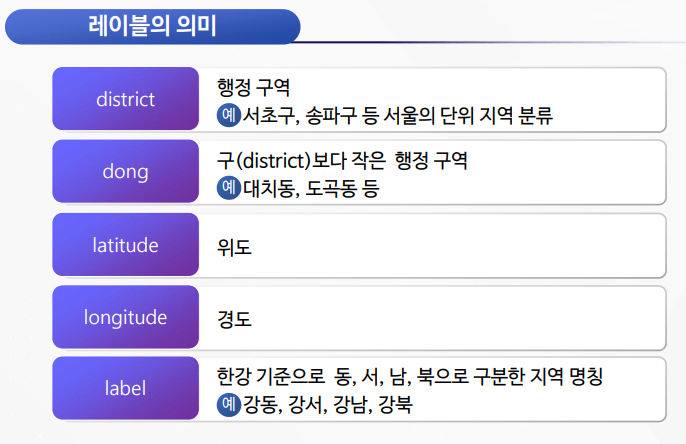 레이블의 의미
district
행정 구역
예 서초구, 송파구 등 서울의 단위 지역 분류
dong
구(district)보다 작은 행정 구역
예 대치동, 도곡동 등
latitude
위도
longitude
경도
label
한강 기준으로 동, 서, 남, 북으로 구분한 지역 명칭
예 강동, 강서, 강남, 강북